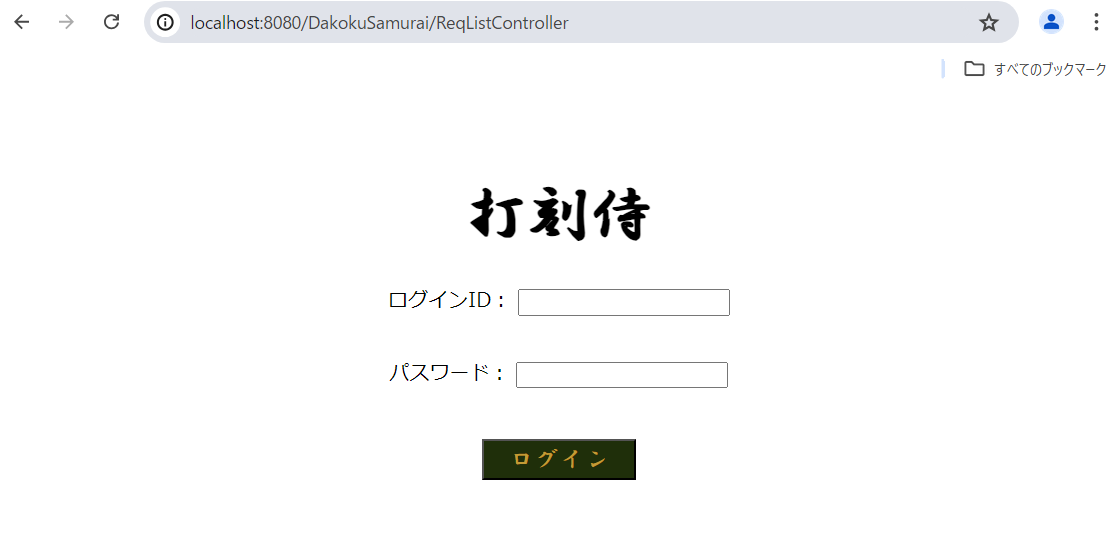 localhost:8080/DakokuSamurai/ReqListController
すべてのブックマーク
打刻侍
ログインID：
パスワード：
ログイン